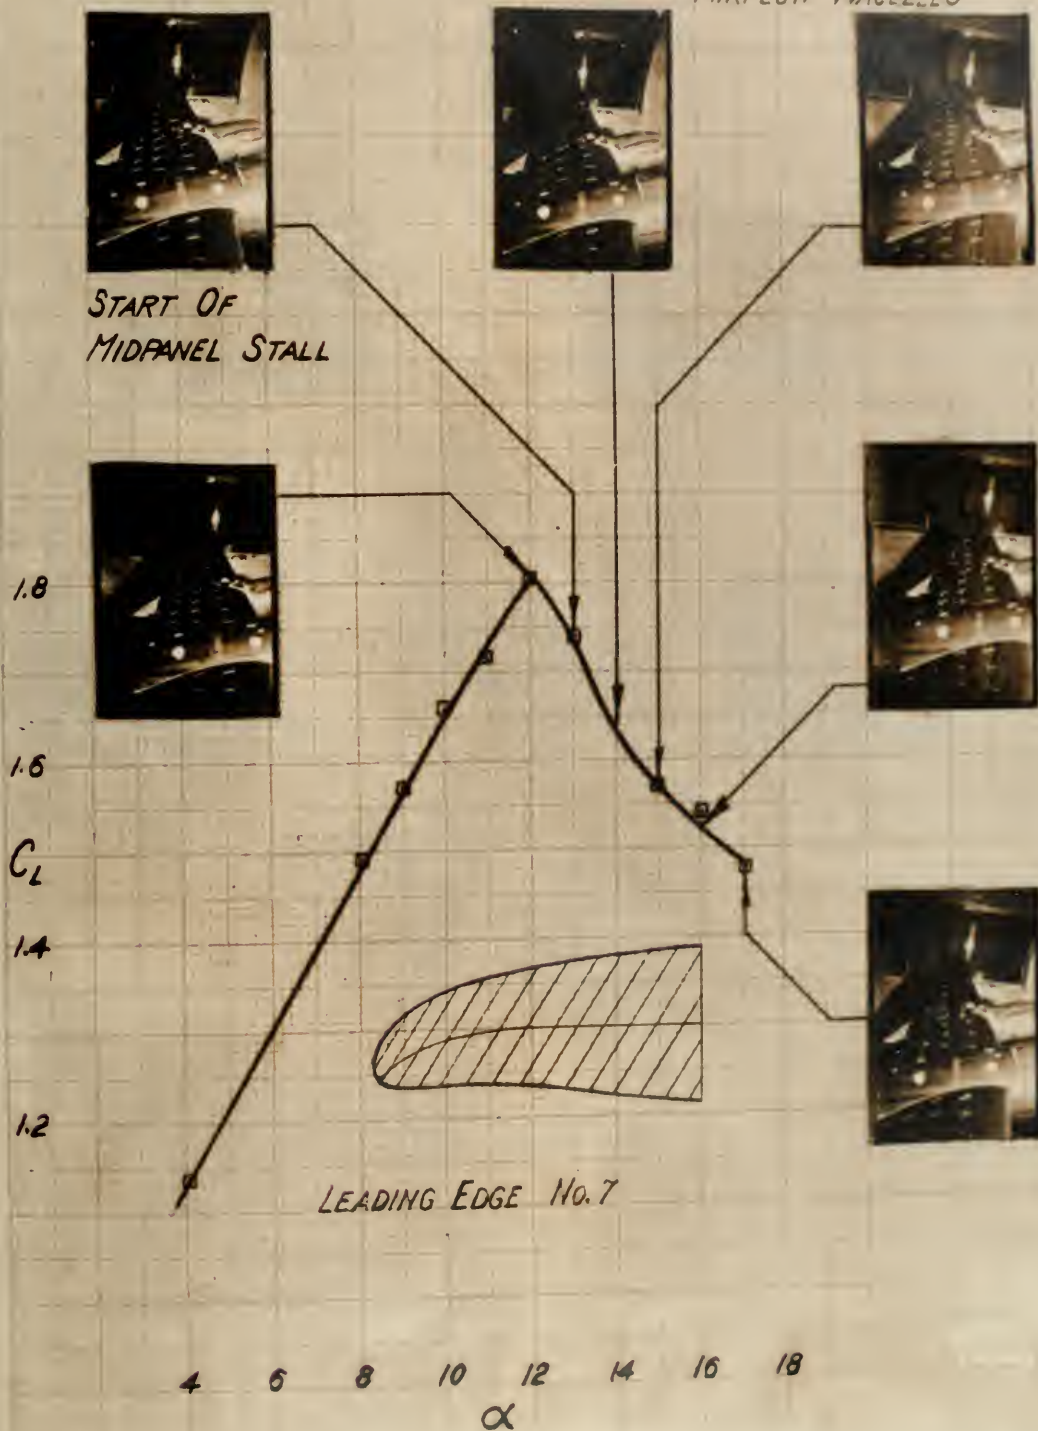 START OF
MIDPANEL STALL
1.8
1.6
C_L
1.4
1.2
LEADING EDGE No. 7
4 6 8 10 12 14 16 18
α